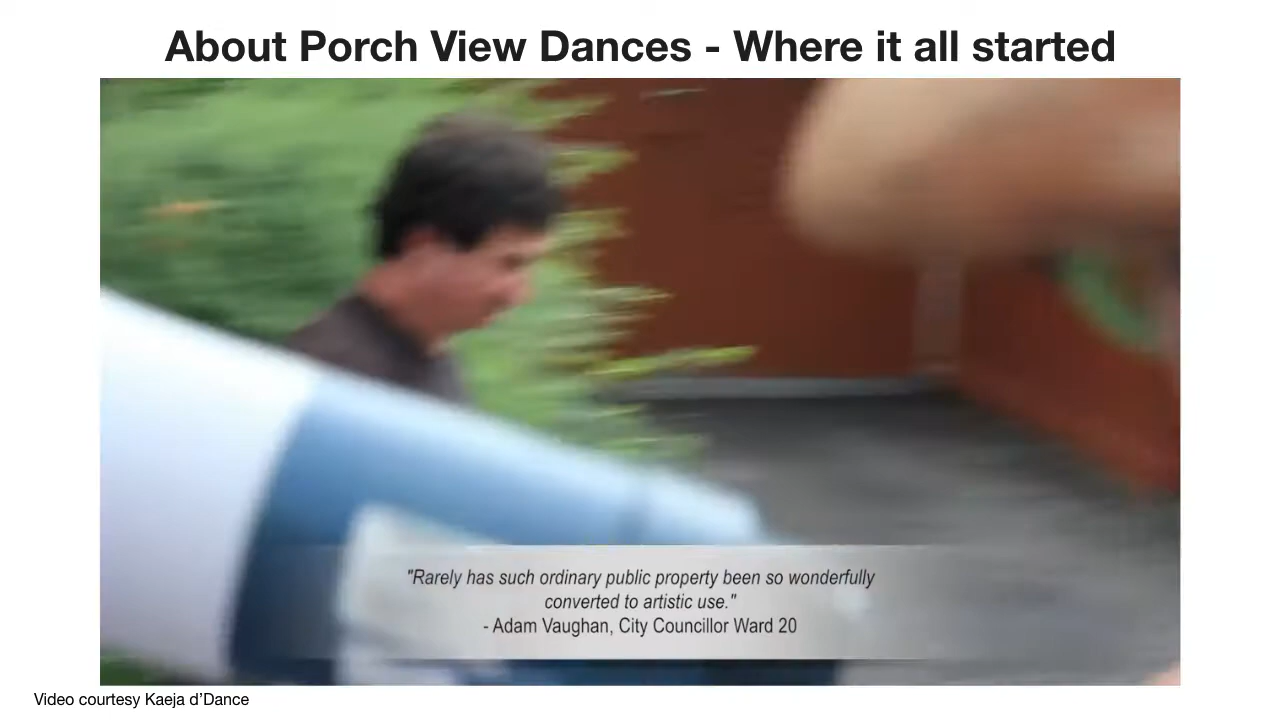 About Porch View Dances - Where it all started
"Rarely has such ordinary public property been so wonderfully
converted to artistic use."
- Adam Vaughan, City Councillor Ward 20
Video courtesy Kaeja d’Dance